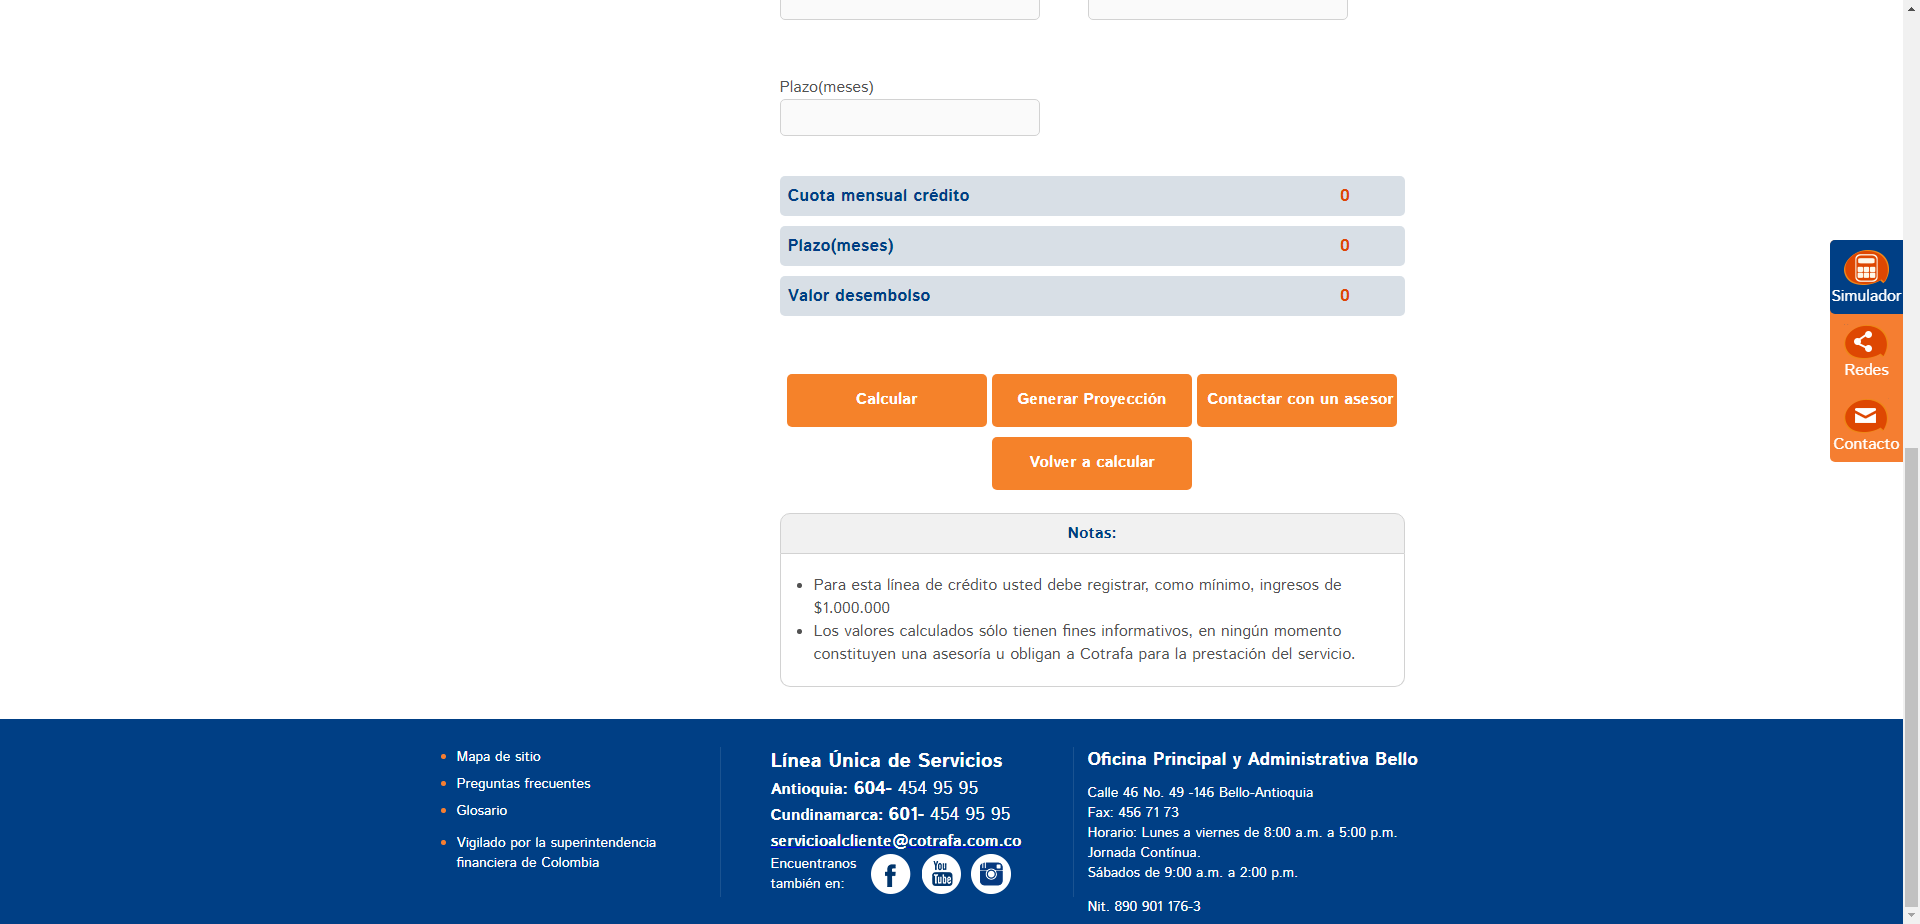 Plazo(meses)
Cuota mensual crédito 0
Plazo(meses) 0
Valor desembolso 0
Calcular
Generar Proyección
Contactar con un asesor
Volver a calcular
Simulador
Redes
Contacto
Notas:
Para esta línea de crédito usted debe registrar, como mínimo, ingresos de
$1.000.000
Los valores calculados sólo tienen fines informativos, en ningún momento
constituyen una asesoría u obligan a Cotrafa para la prestación del servicio.
Mapa de sitio
Preguntas frecuentes
Glosario
Vigilado por la superintendencia
financiera de Colombia
Línea Única de Servicios
Antioquia: 604- 454 95 95
Cundinamarca: 601- 454 95 95
servicioalcliente@cotrafa.com.co
Encuentranos
también en:
You
Tube
Oficina Principal y Administrativa Bello
Calle 46 No. 49 -146 Bello-Antioquia
Fax: 456 71 73
Horario: Lunes a viernes de 8:00 a.m. a 5:00 p.m.
Jornada Contínua.
Sábados de 9:00 a.m. a 2:00 p.m.
Nit. 890 901 176-3